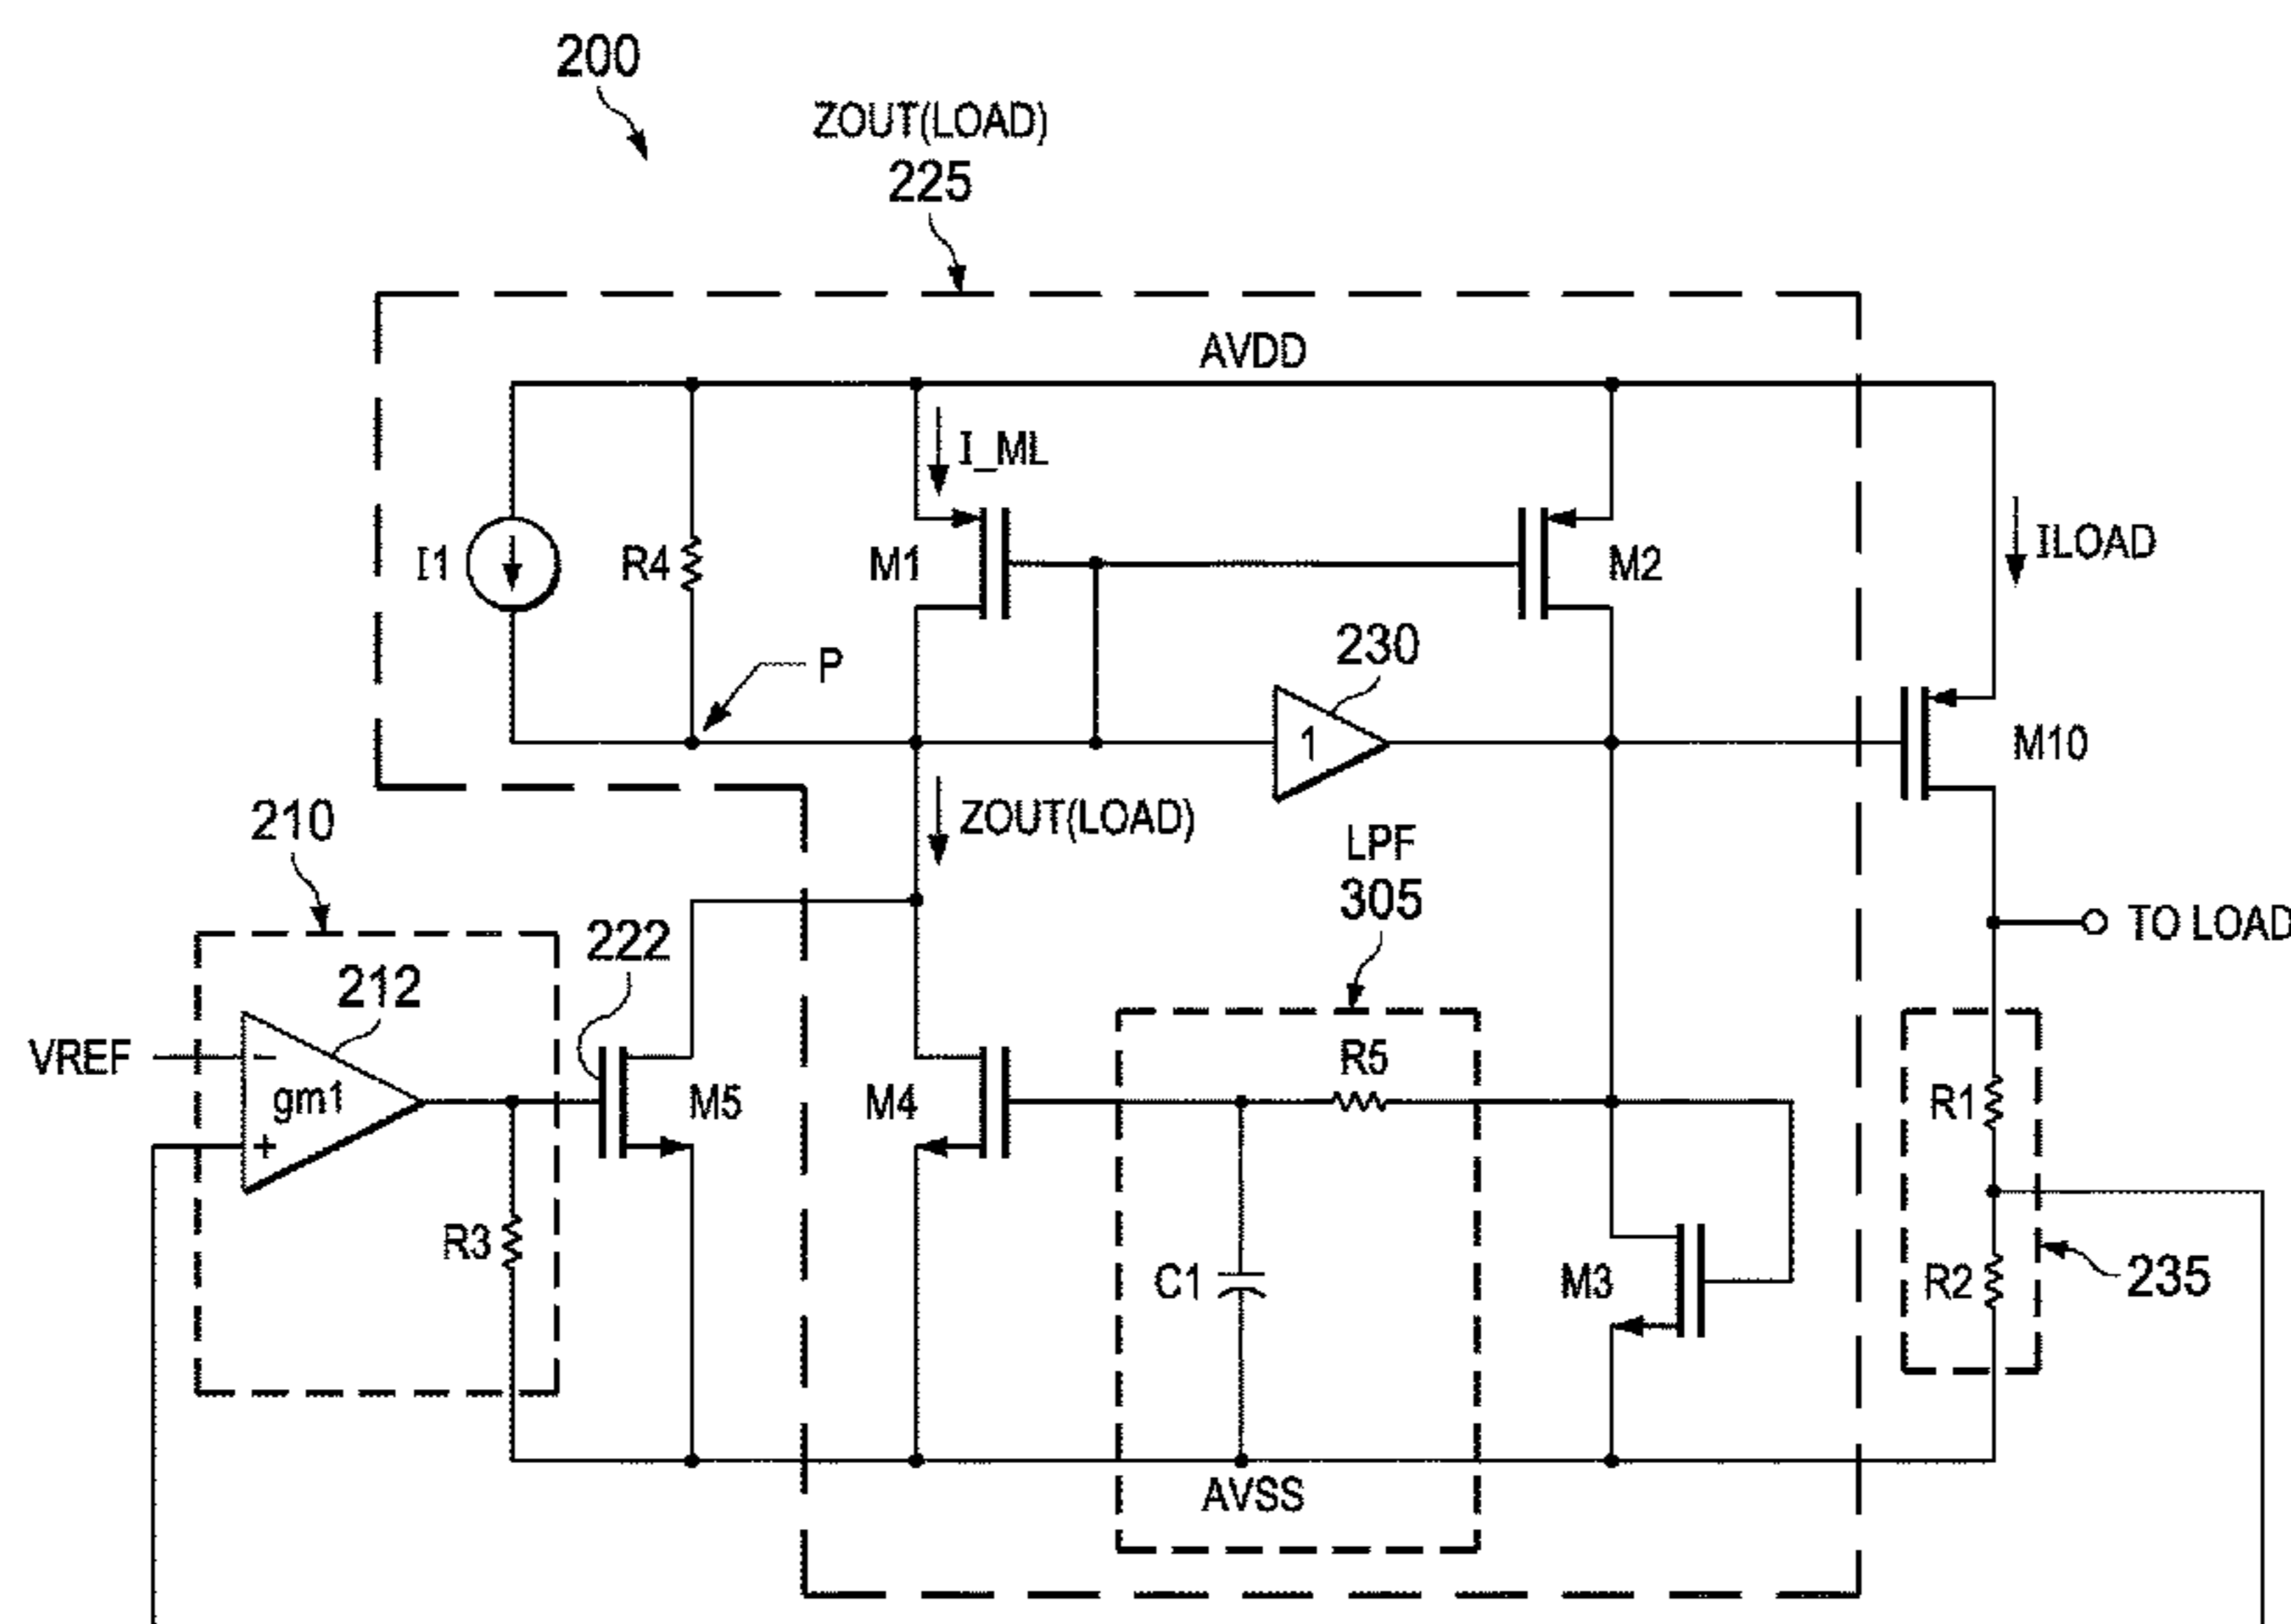 200
ZOUT(LOAD)
225
AVDD
I_ML
I1
R4
M1
M2
ILOAD
P
230
1
M10
210
ZOUT(LOAD)
LPF
305
TO LOAD
222
212
VREF
−
gm1
+
M5
M4
R5
R1
R3
C1
M3
R2
235
AVSS